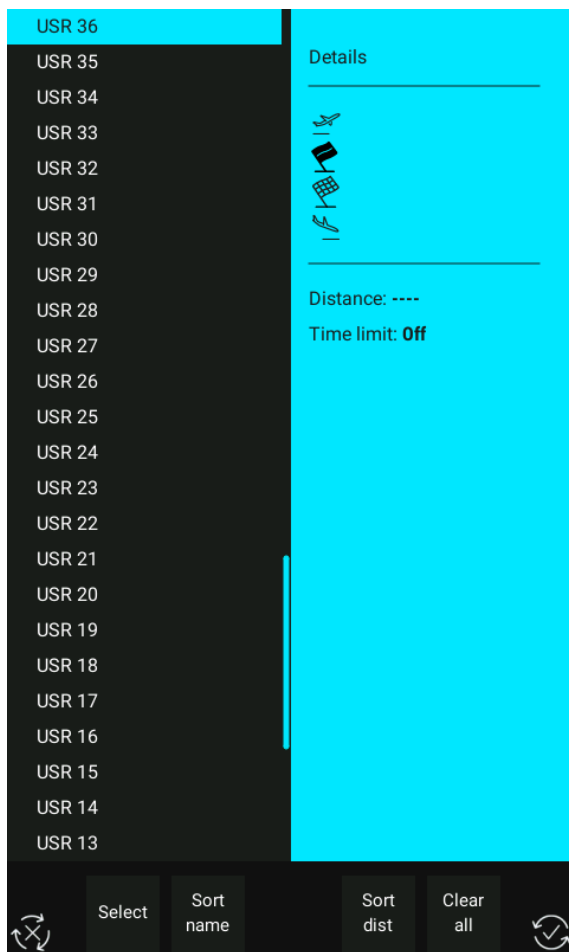 USR 36
USR 35
USR 34
USR 33
USR 32
USR 31
USR 30
USR 29
USR 28
USR 27
USR 26
USR 25
USR 24
USR 23
USR 22
USR 21
USR 20
USR 19
USR 18
USR 17
USR 16
USR 15
USR 14
USR 13
Details
Distance: ----
Time limit: Off
Select
Sort
name
Sort
dist
Clear
all